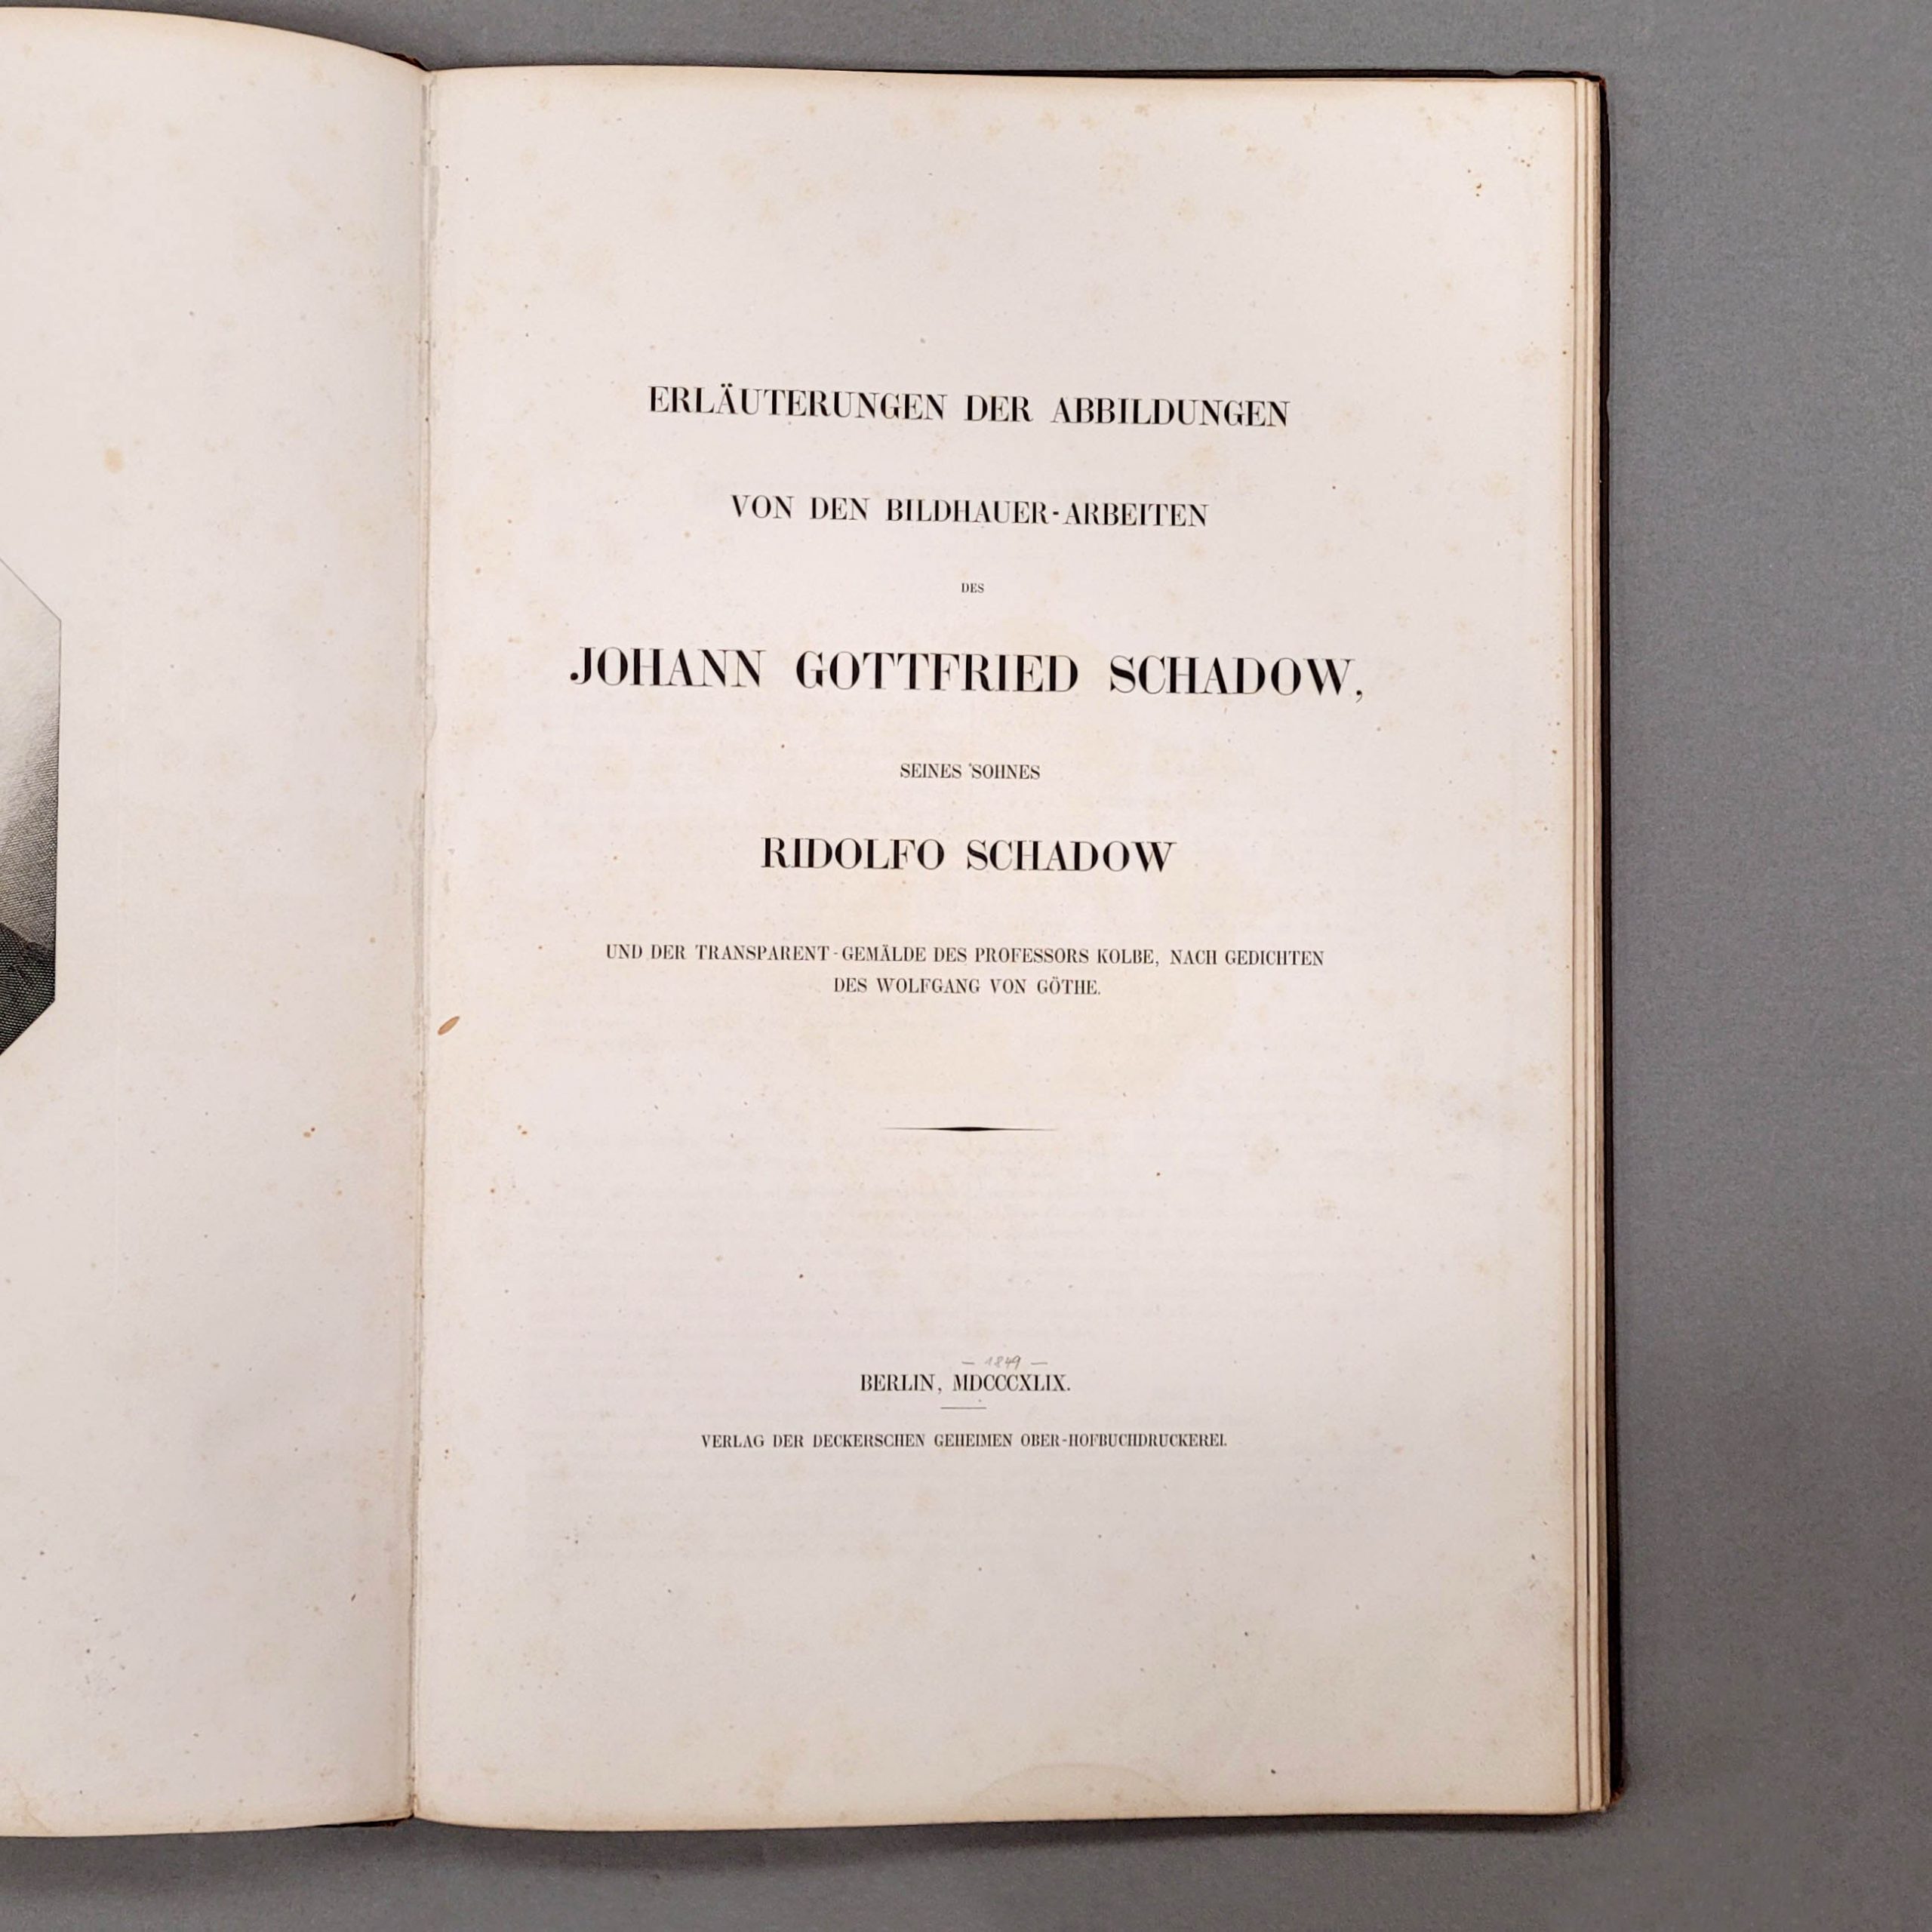 ERLÄUTERUNGEN DER ABBILDUNGEN
VON DEN BILDHAUER-ARBEITEN
DES
JOHANN GOTTFRIED SCHADOW,
SEINES SOHNES
RIDOLFO SCHADOW
UND DER TRANSPARENT-GEMÄLDE DES PROFESSORS KOLBE, NACH GEDICHTEN
DES WOLFGANG VON GÖTHE.
— 1849 —
BERLIN, MDCCCXLIX.
VERLAG DER DECKERSCHEN GEHEIMEN OBER-HOFBUCHDRUCKEREI.